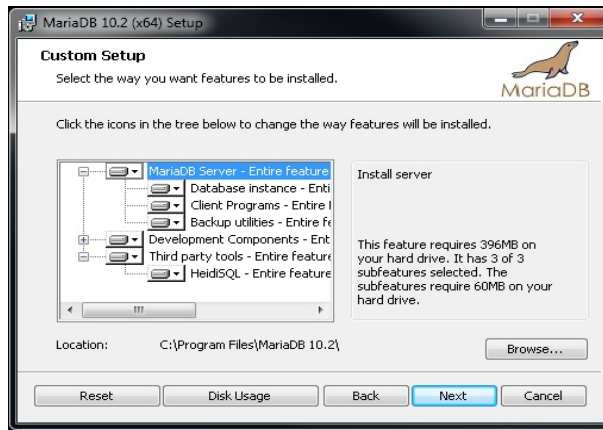 MariaDB 10.2 (x64) Setup
Custom Setup
Select the way you want features to be installed.
MariaDB
Click the icons in the tree below to change the way features will be installed.
MariaDB Server - Entire feature
Database instance - Enti
Client Programs - Entire
Backup utilities - Entire fe
Development Components - Ent
Third party tools - Entire feature
HeidiSQL - Entire feature
Install server
This feature requires 396MB on
your hard drive. It has 3 of 3
subfeatures selected. The
subfeatures require 60MB on your
hard drive.
Location: C:\Program Files\MariaDB 10.2\
Browse...
Reset Disk Usage Back Next Cancel